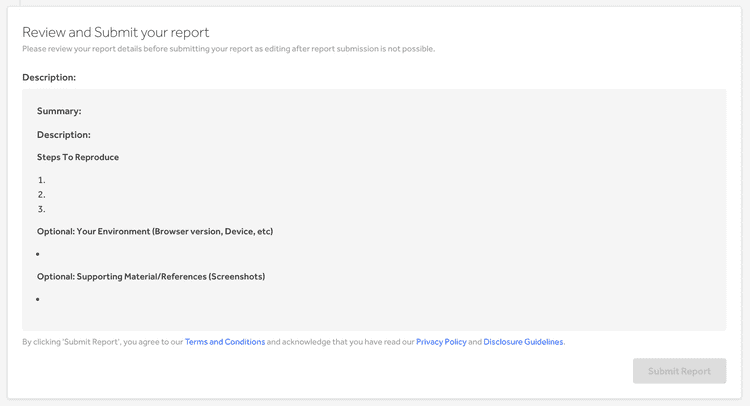 Review and Submit your report
Please review your report details before submitting your report as editing after report submission is not possible.
Description:
Summary:
Description:
Steps To Reproduce
1.
2.
3.
Optional: Your Environment (Browser version, Device, etc)
•
Optional: Supporting Material/References (Screenshots)
•
By clicking 'Submit Report', you agree to our Terms and Conditions and acknowledge that you have read our Privacy Policy and Disclosure Guidelines.
Submit Report